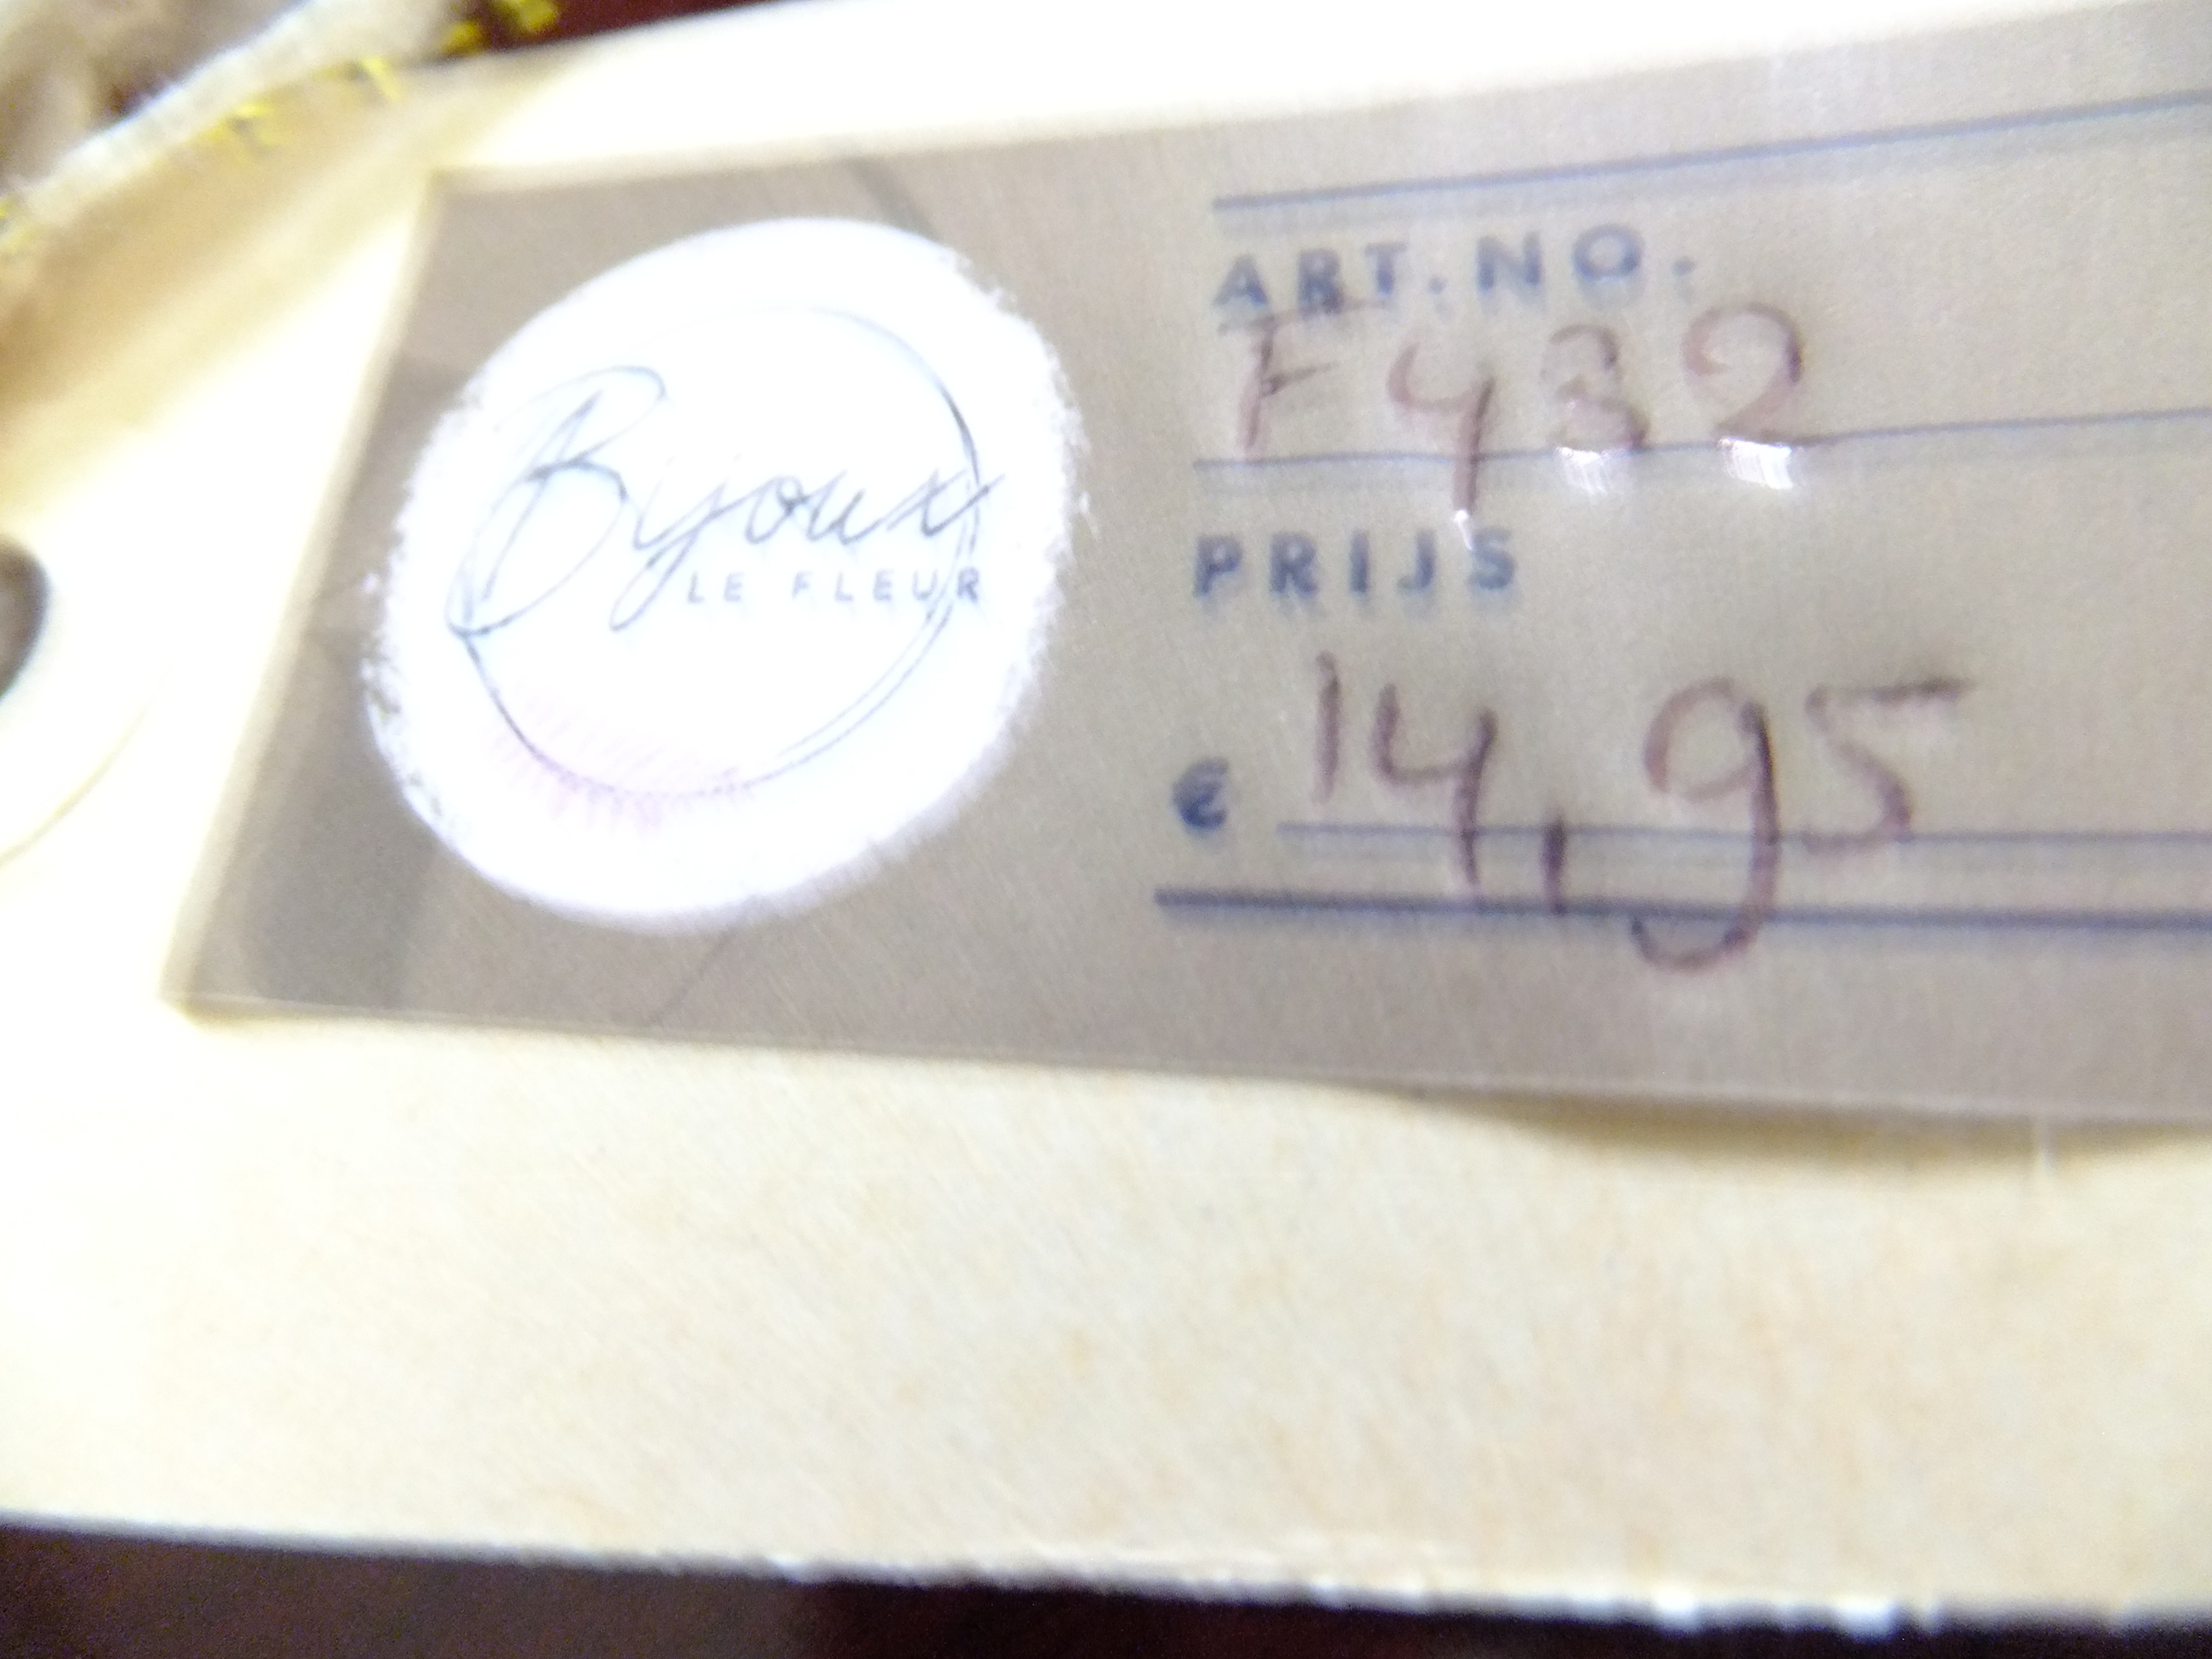 Bijoux
LE FLEUR
ART.NO.
F432
PRIJS
€ 14,95